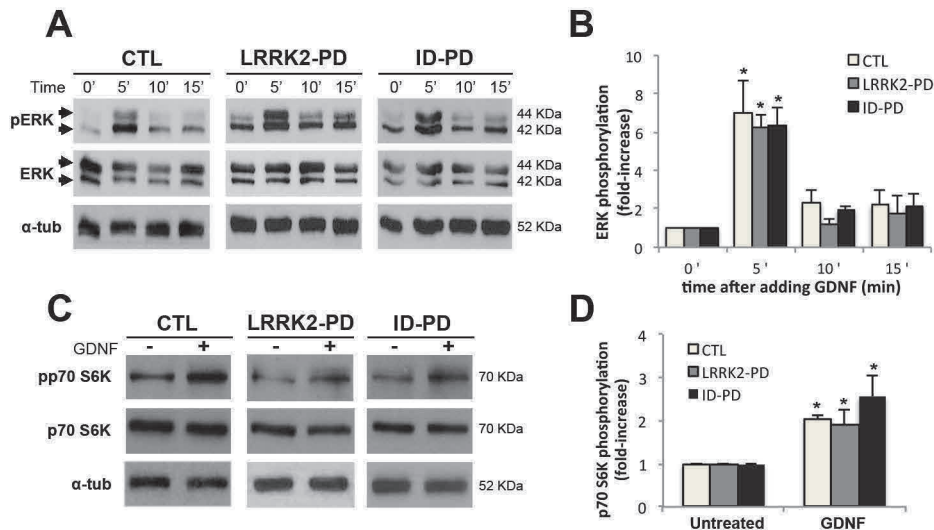 A
CTL LRRK2-PD ID-PD
Time 0' 5' 10' 15' 0' 5' 10' 15' 0' 5' 10' 15'
pERK 44 KDa
42 KDa
ERK 44 KDa
42 KDa
α-tub 52 KDa
B
ERK phosphorylation
(fold-increase)
10
8
6
4
2
0
* * *
CTL
LRRK2-PD
ID-PD
0 ' 5 ' 10 ' 15 '
time after adding GDNF (min)
C
CTL LRRK2-PD ID-PD
GDNF - + - + - +
pp70 S6K 70 KDa
p70 S6K 70 KDa
α-tub 52 KDa
D
p70 S6K phosphorylation
(fold-increase)
4
3
2
1
0
CTL
LRRK2-PD
ID-PD
* * *
Untreated GDNF